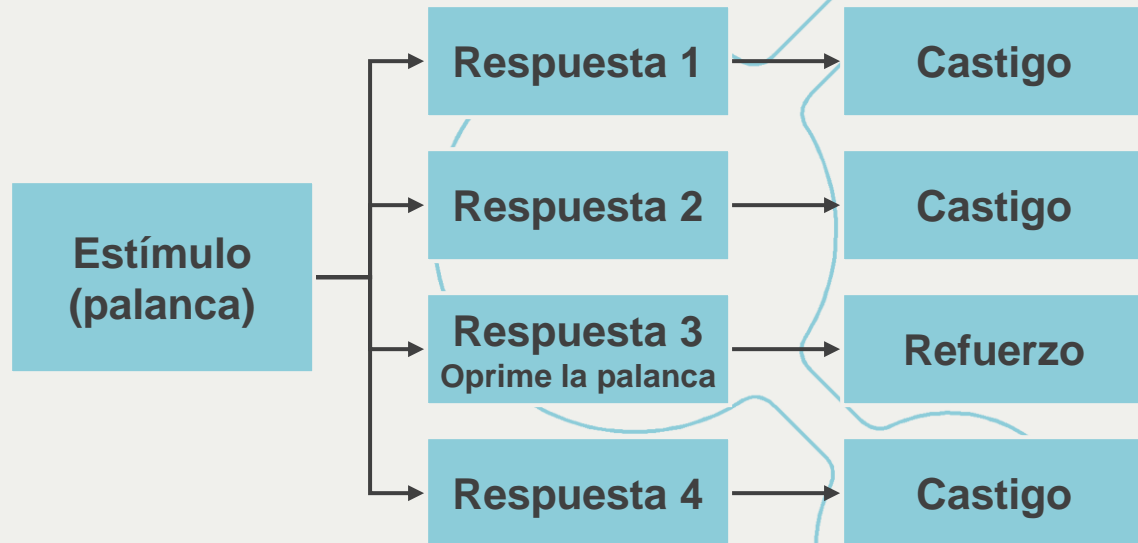 Respuesta 1
Castigo
Respuesta 2
Castigo
Estímulo
(palanca)
Respuesta 3
Oprime la palanca
Refuerzo
Respuesta 4
Castigo